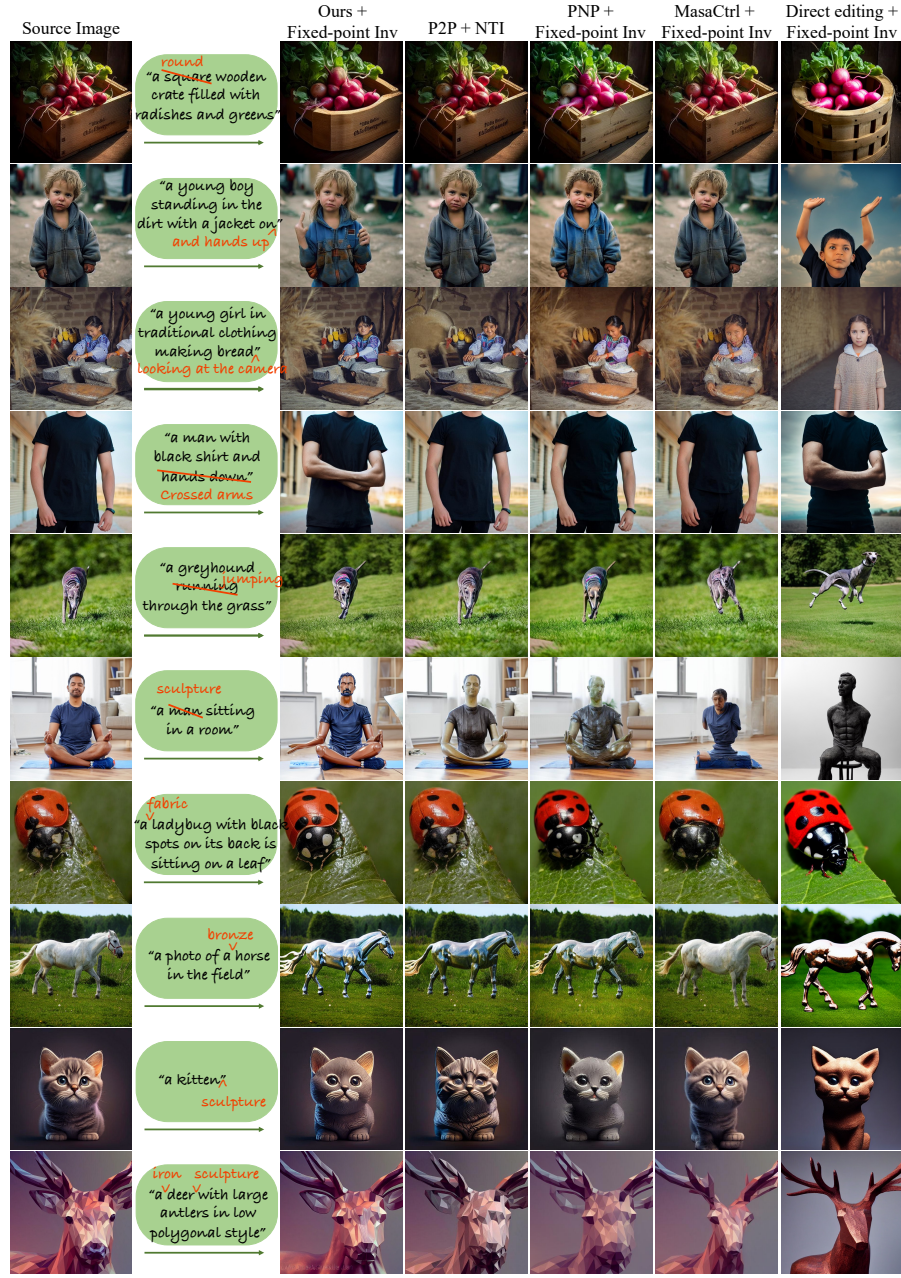 Source Image
Ours +
Fixed-point Inv
P2P + NTI
PNP +
Fixed-point Inv
MasaCtrl +
Fixed-point Inv
Direct editing +
Fixed-point Inv
round
“a square wooden
crate filled with
radishes and greens”
“a young boy
standing in the
dirt with a jacket on”
and hands up
“a young girl in
traditional clothing
making bread”
looking at the camera
“a man with
black shirt and
hands down”
Crossed arms
“a greyhound
jumping
running
through the grass”
sculpture
“a man sitting
in a room”
fabric
“a ladybug with black
spots on its back is
sitting on a leaf”
bronze
“a photo of a horse
in the field”
“a kitten”
sculpture
iron sculpture
“a deer with large
antlers in low
polygonal style”